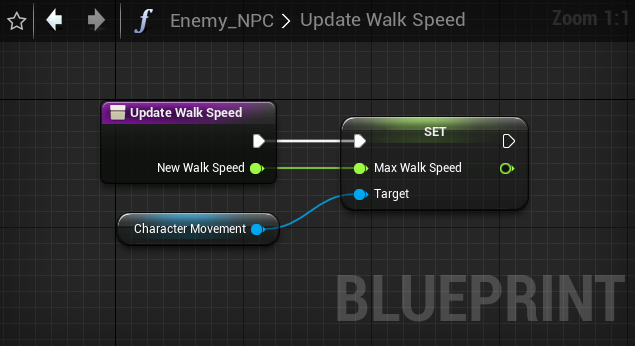 f Enemy_NPC > Update Walk Speed
Zoom 1:1
Update Walk Speed
New Walk Speed
SET
Max Walk Speed
Target
Character Movement
BLUEPRINT